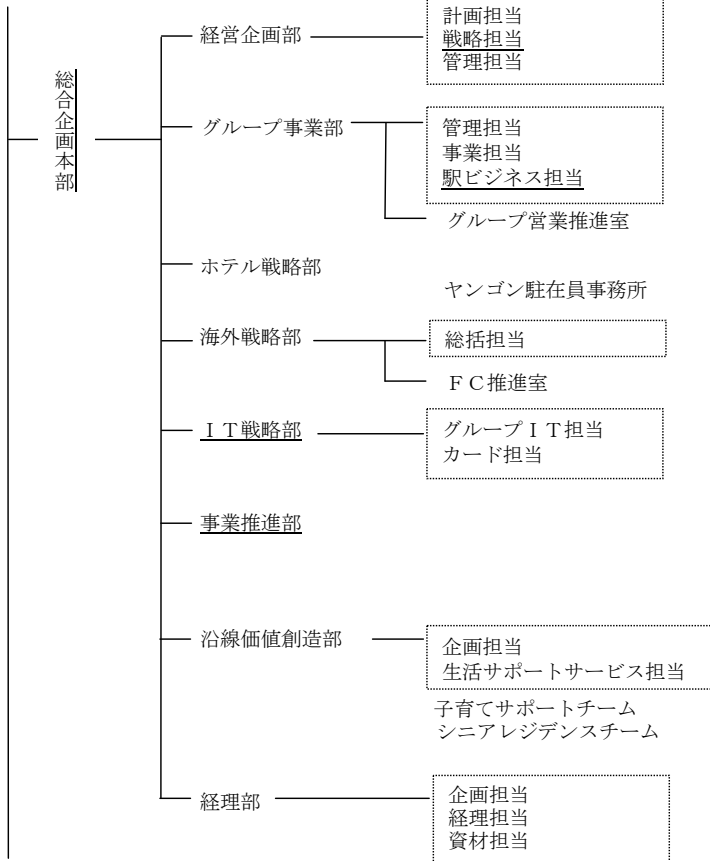 総合企画本部
経営企画部
計画担当
戦略担当
管理担当
グループ事業部
管理担当
事業担当
駅ビジネス担当
グループ営業推進室
ホテル戦略部
ヤンゴン駐在員事務所
海外戦略部
総括担当
ＦＣ推進室
ＩＴ戦略部
グループＩＴ担当
カード担当
事業推進部
沿線価値創造部
企画担当
生活サポートサービス担当
子育てサポートチーム
シニアレジデンスチーム
経理部
企画担当
経理担当
資材担当